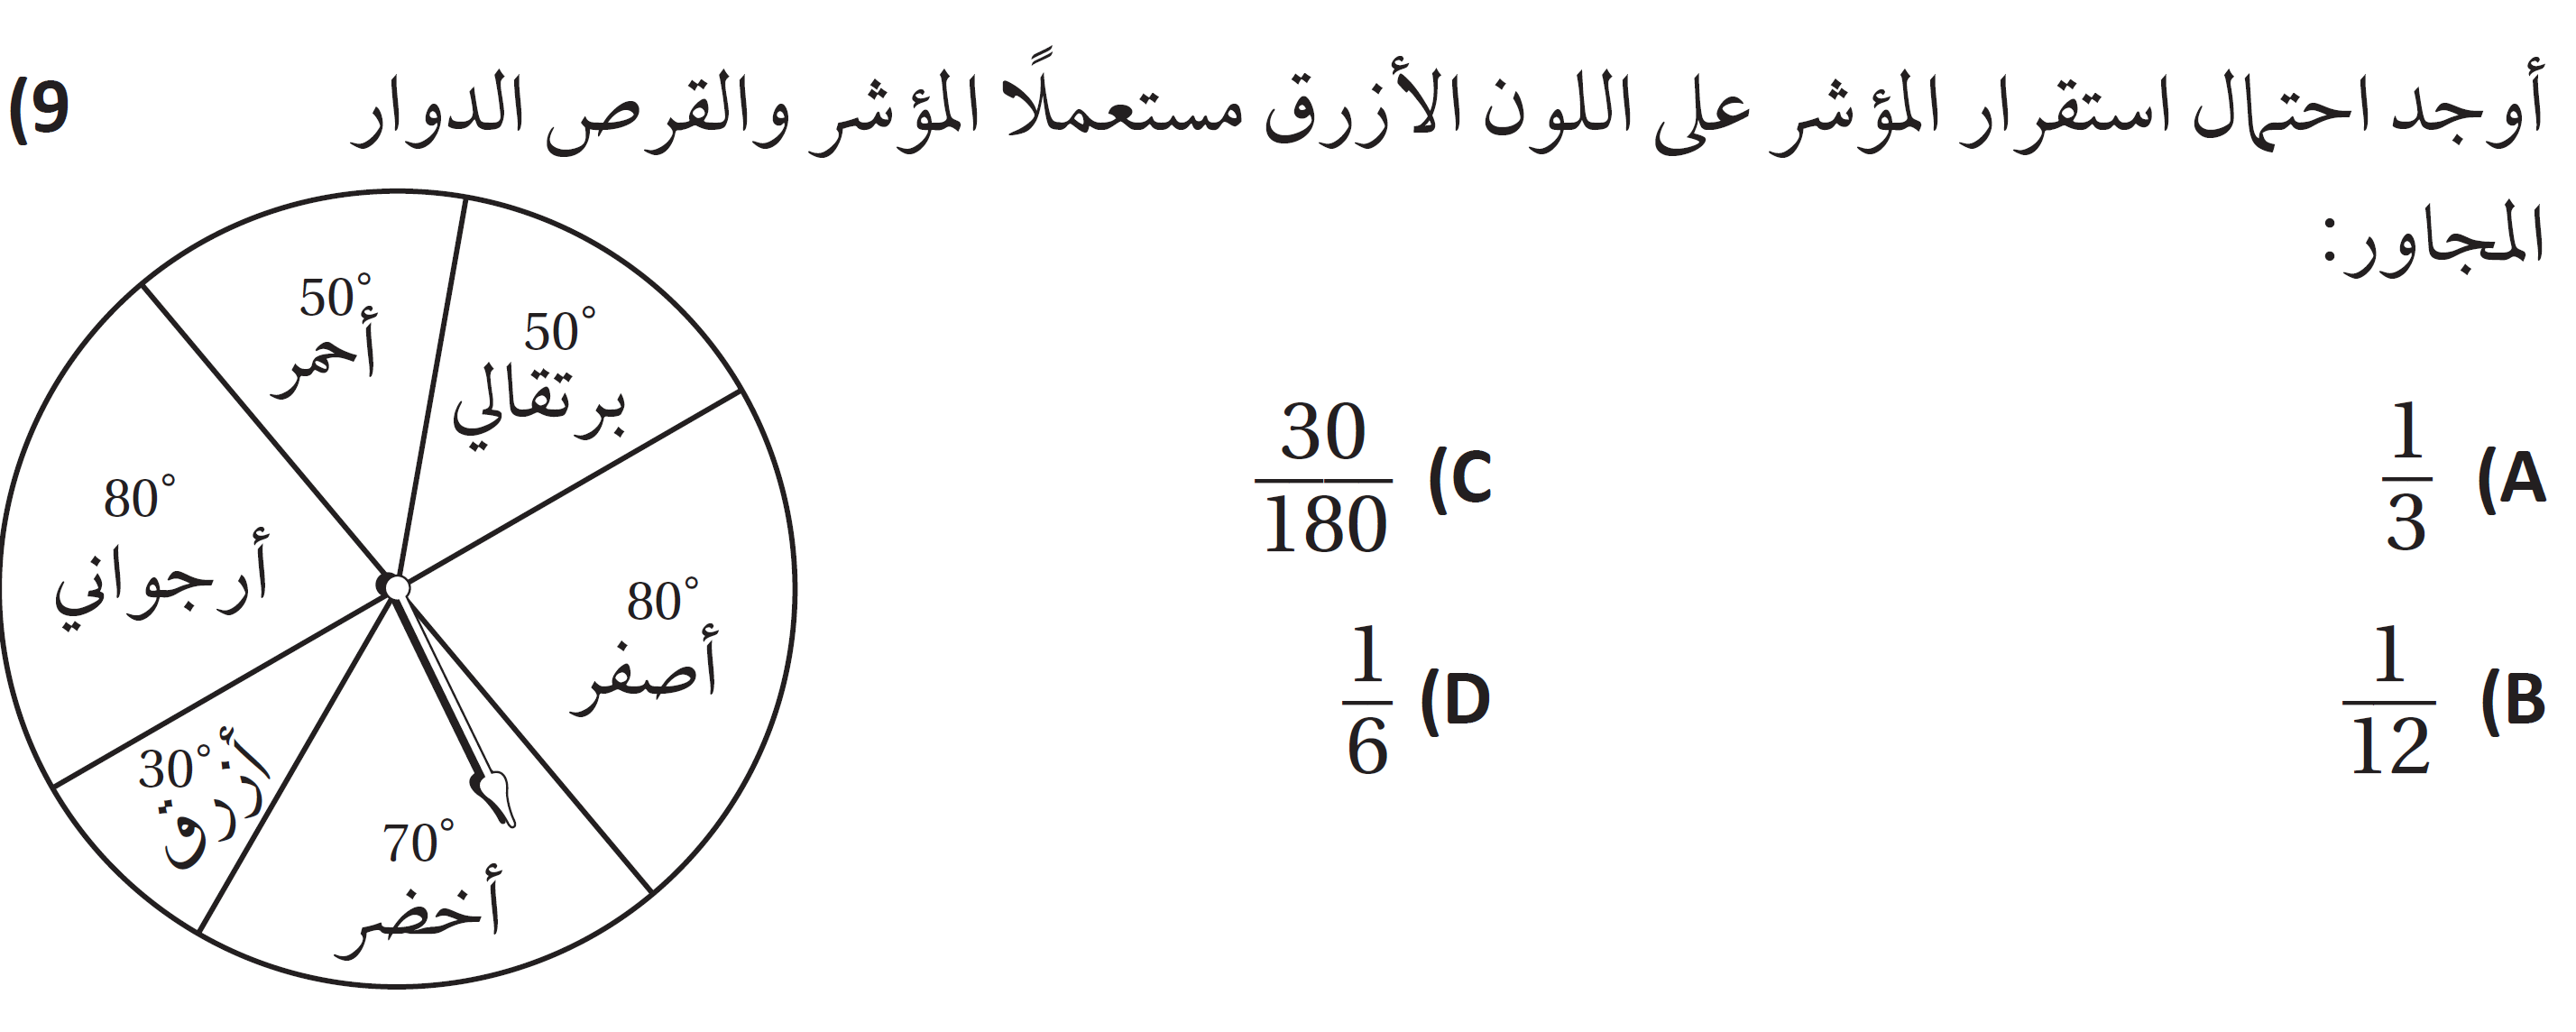 9) أوجد احتمال استقرار المؤشر على اللون الأزرق مستعملًا المؤشر والقرص الدوار
المجاور:
A) 1/3
C) 30/180
B) 1/12
D) 1/6
50°
أحمر
50°
برتقالي
80°
أرجواني
80°
أصفر
30°
أزرق
70°
أخضر